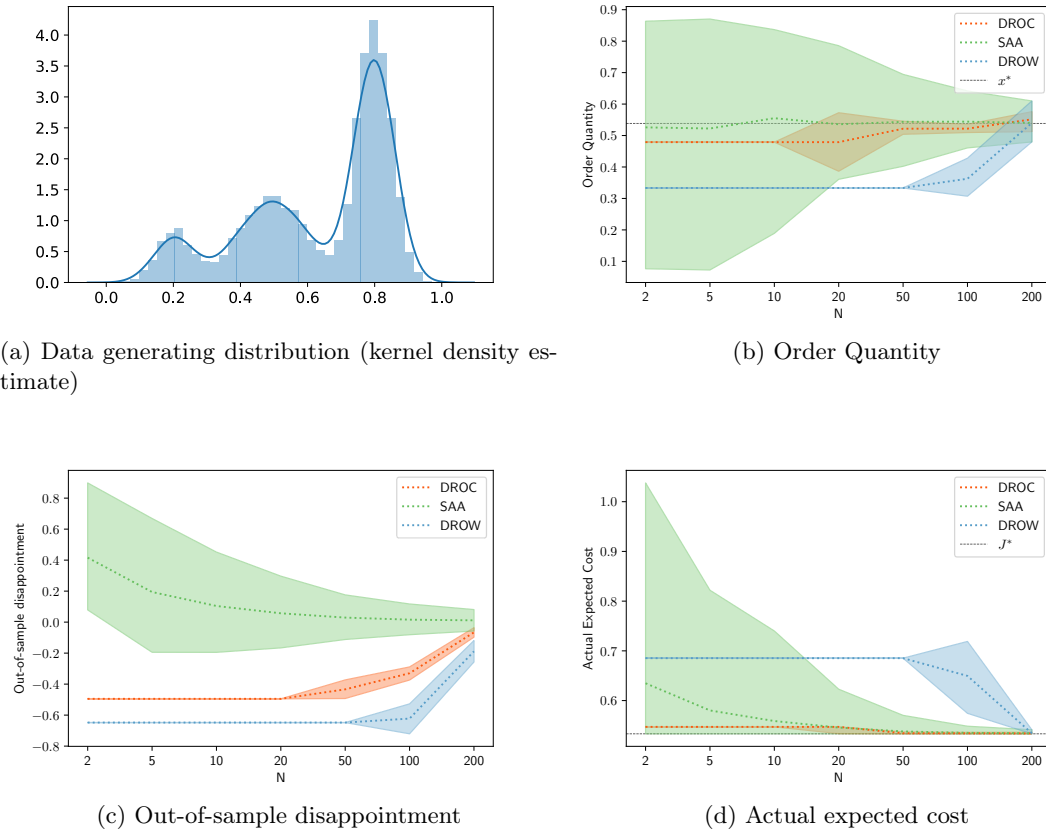 4.0
3.5
3.0
2.5
2.0
1.5
1.0
0.5
0.0
0.0 0.2 0.4 0.6 0.8 1.0
(a) Data generating distribution (kernel density es-
timate)
0.9
0.8
0.7
0.6
0.5
0.4
0.3
0.2
0.1
Order Quantity
DROC
SAA
DROW
x*
2 5 10 20 50 100 200
N
(b) Order Quantity
0.8
0.6
0.4
0.2
0.0
−0.2
−0.4
−0.6
−0.8
Out-of-sample disappointment
DROC
SAA
DROW
2 5 10 20 50 100 200
N
(c) Out-of-sample disappointment
1.0
0.9
0.8
0.7
0.6
Actual Expected Cost
DROC
SAA
DROW
J*
2 5 10 20 50 100 200
N
(d) Actual expected cost